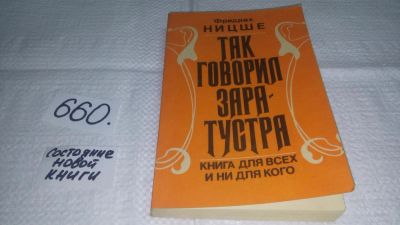 660.
состояние
новой
книги
Фридрих
НИЦШЕ
ТАК
ГОВОРИЛ
ЗАРА-
ТУСТРА
КНИГА ДЛЯ ВСЕХ
И НИ ДЛЯ КОГО